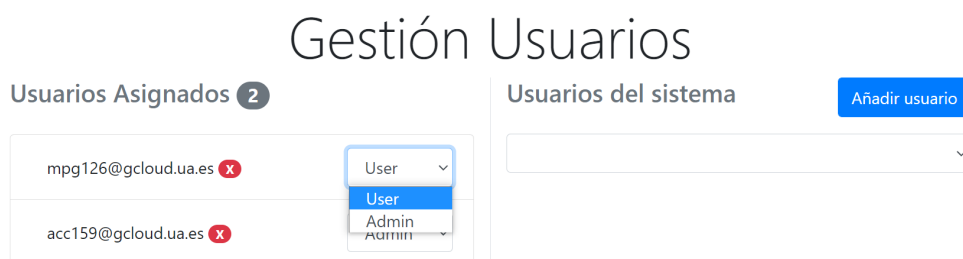 Gestión Usuarios
Usuarios Asignados 2
mpg126@gcloud.ua.es X
User
User
Admin
acc159@gcloud.ua.es X
Admin
Usuarios del sistema
Añadir usuario